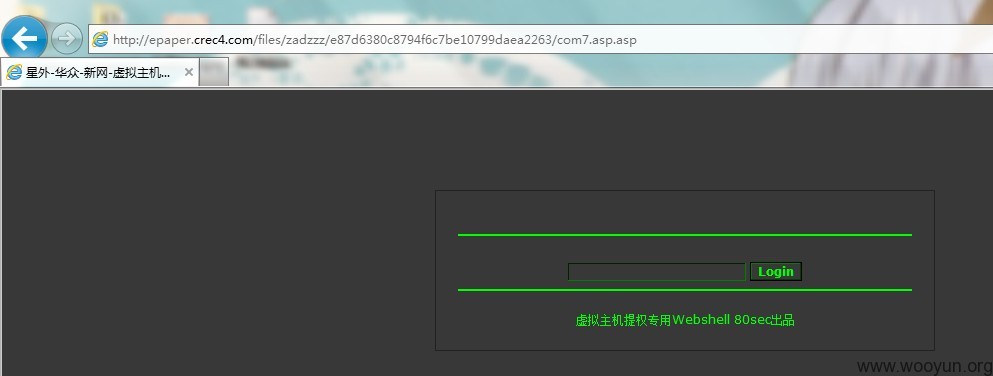 http://epaper.crec4.com/files/zadzzz/e87d6380c8794f6c7be10799daea2263/com7.asp.asp
星外-华众-新网-虚拟主机...
Login
虚拟主机提权专用Webshell 80sec出品
www.wooyun.org